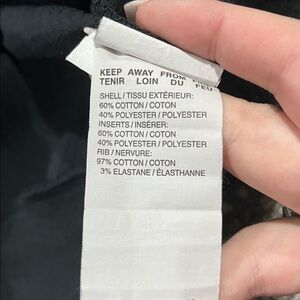 KEEP AWAY FROM FIRE
TENIR LOIN DU FEU
SHELL / TISSU EXTÉRIEUR:
60% COTTON / COTON
40% POLYESTER / POLYESTER
INSERTS / INSÉRER:
60% COTTON / COTON
40% POLYESTER / POLYESTER
RIB / NERVURE:
97% COTTON / COTON
3% ELASTANE / ÉLASTHANNE